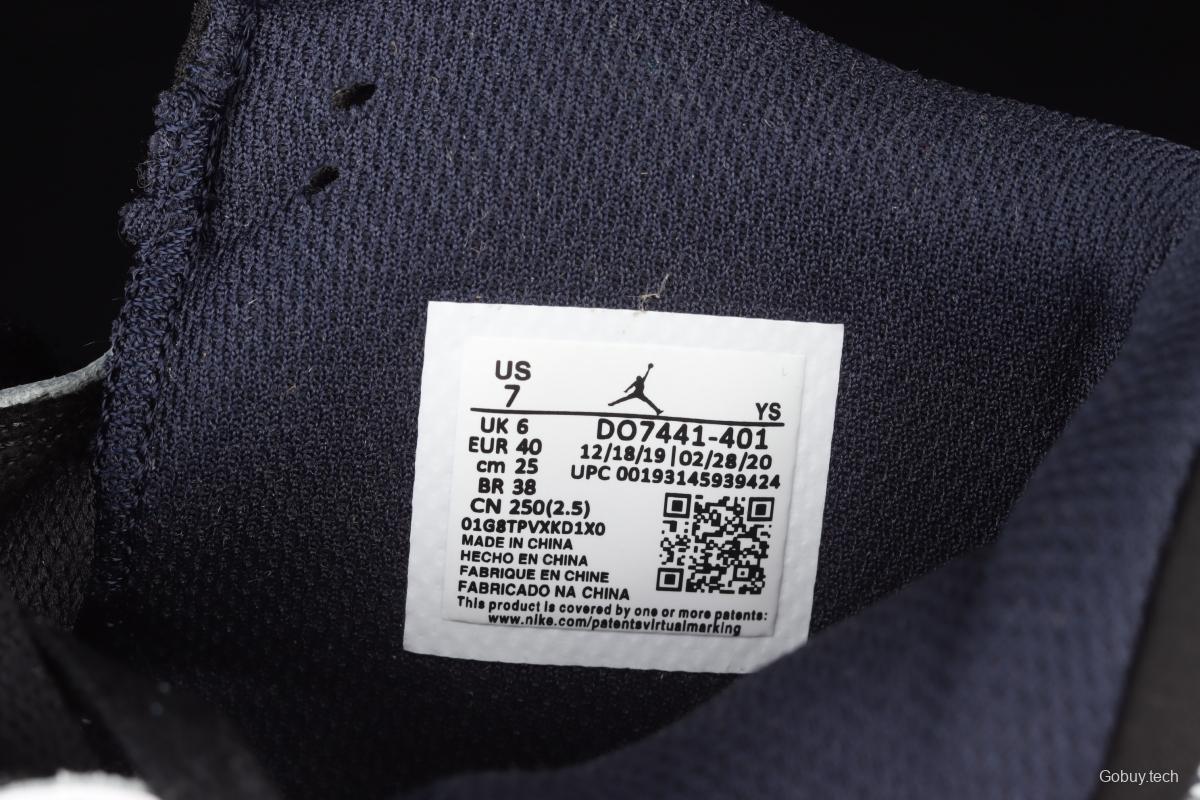 US
7
YS
UK 6
EUR 40
cm 25
BR 38
CN 250(2.5)
DO7441-401
12/18/19|02/28/20
UPC 00193145939424
01G8TPVXKD1X0
MADE IN CHINA
HECHO EN CHINA
FABRIQUE EN CHINE
FABRICADO NA CHINA
This product is covered by one or more patents:
www.nike.com/patentsvirtualmarking
Gobuy.tech